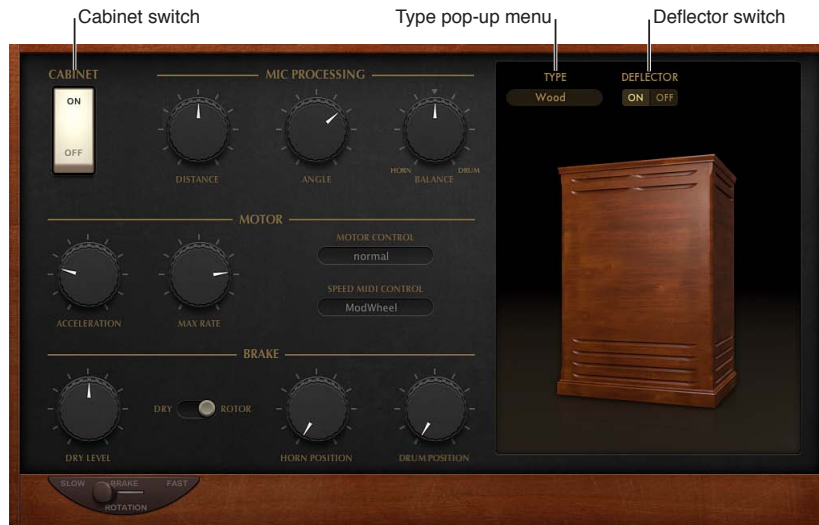 Cabinet switch
Type pop-up menu
Deflector switch
CABINET
ON
OFF
MIC PROCESSING
DISTANCE
ANGLE
HORN
DRUM
BALANCE
TYPE
Wood
DEFLECTOR
ON OFF
MOTOR
ACCELERATION
MAX RATE
MOTOR CONTROL
normal
SPEED MIDI CONTROL
ModWheel
BRAKE
DRY LEVEL
DRY
ROTOR
HORN POSITION
DRUM POSITION
SLOW
BRAKE
FAST
ROTATION